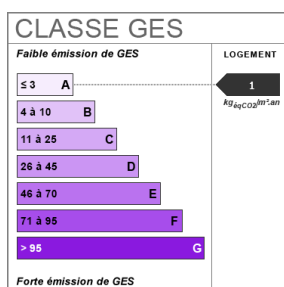 CLASSE GES
Faible émission de GES
LOGEMENT
≤ 3 A
1
kgéqCO2/m².an
4 à 10 B
11 à 25 C
26 à 45 D
46 à 70 E
71 à 95 F
> 95 G
Forte émission de GES